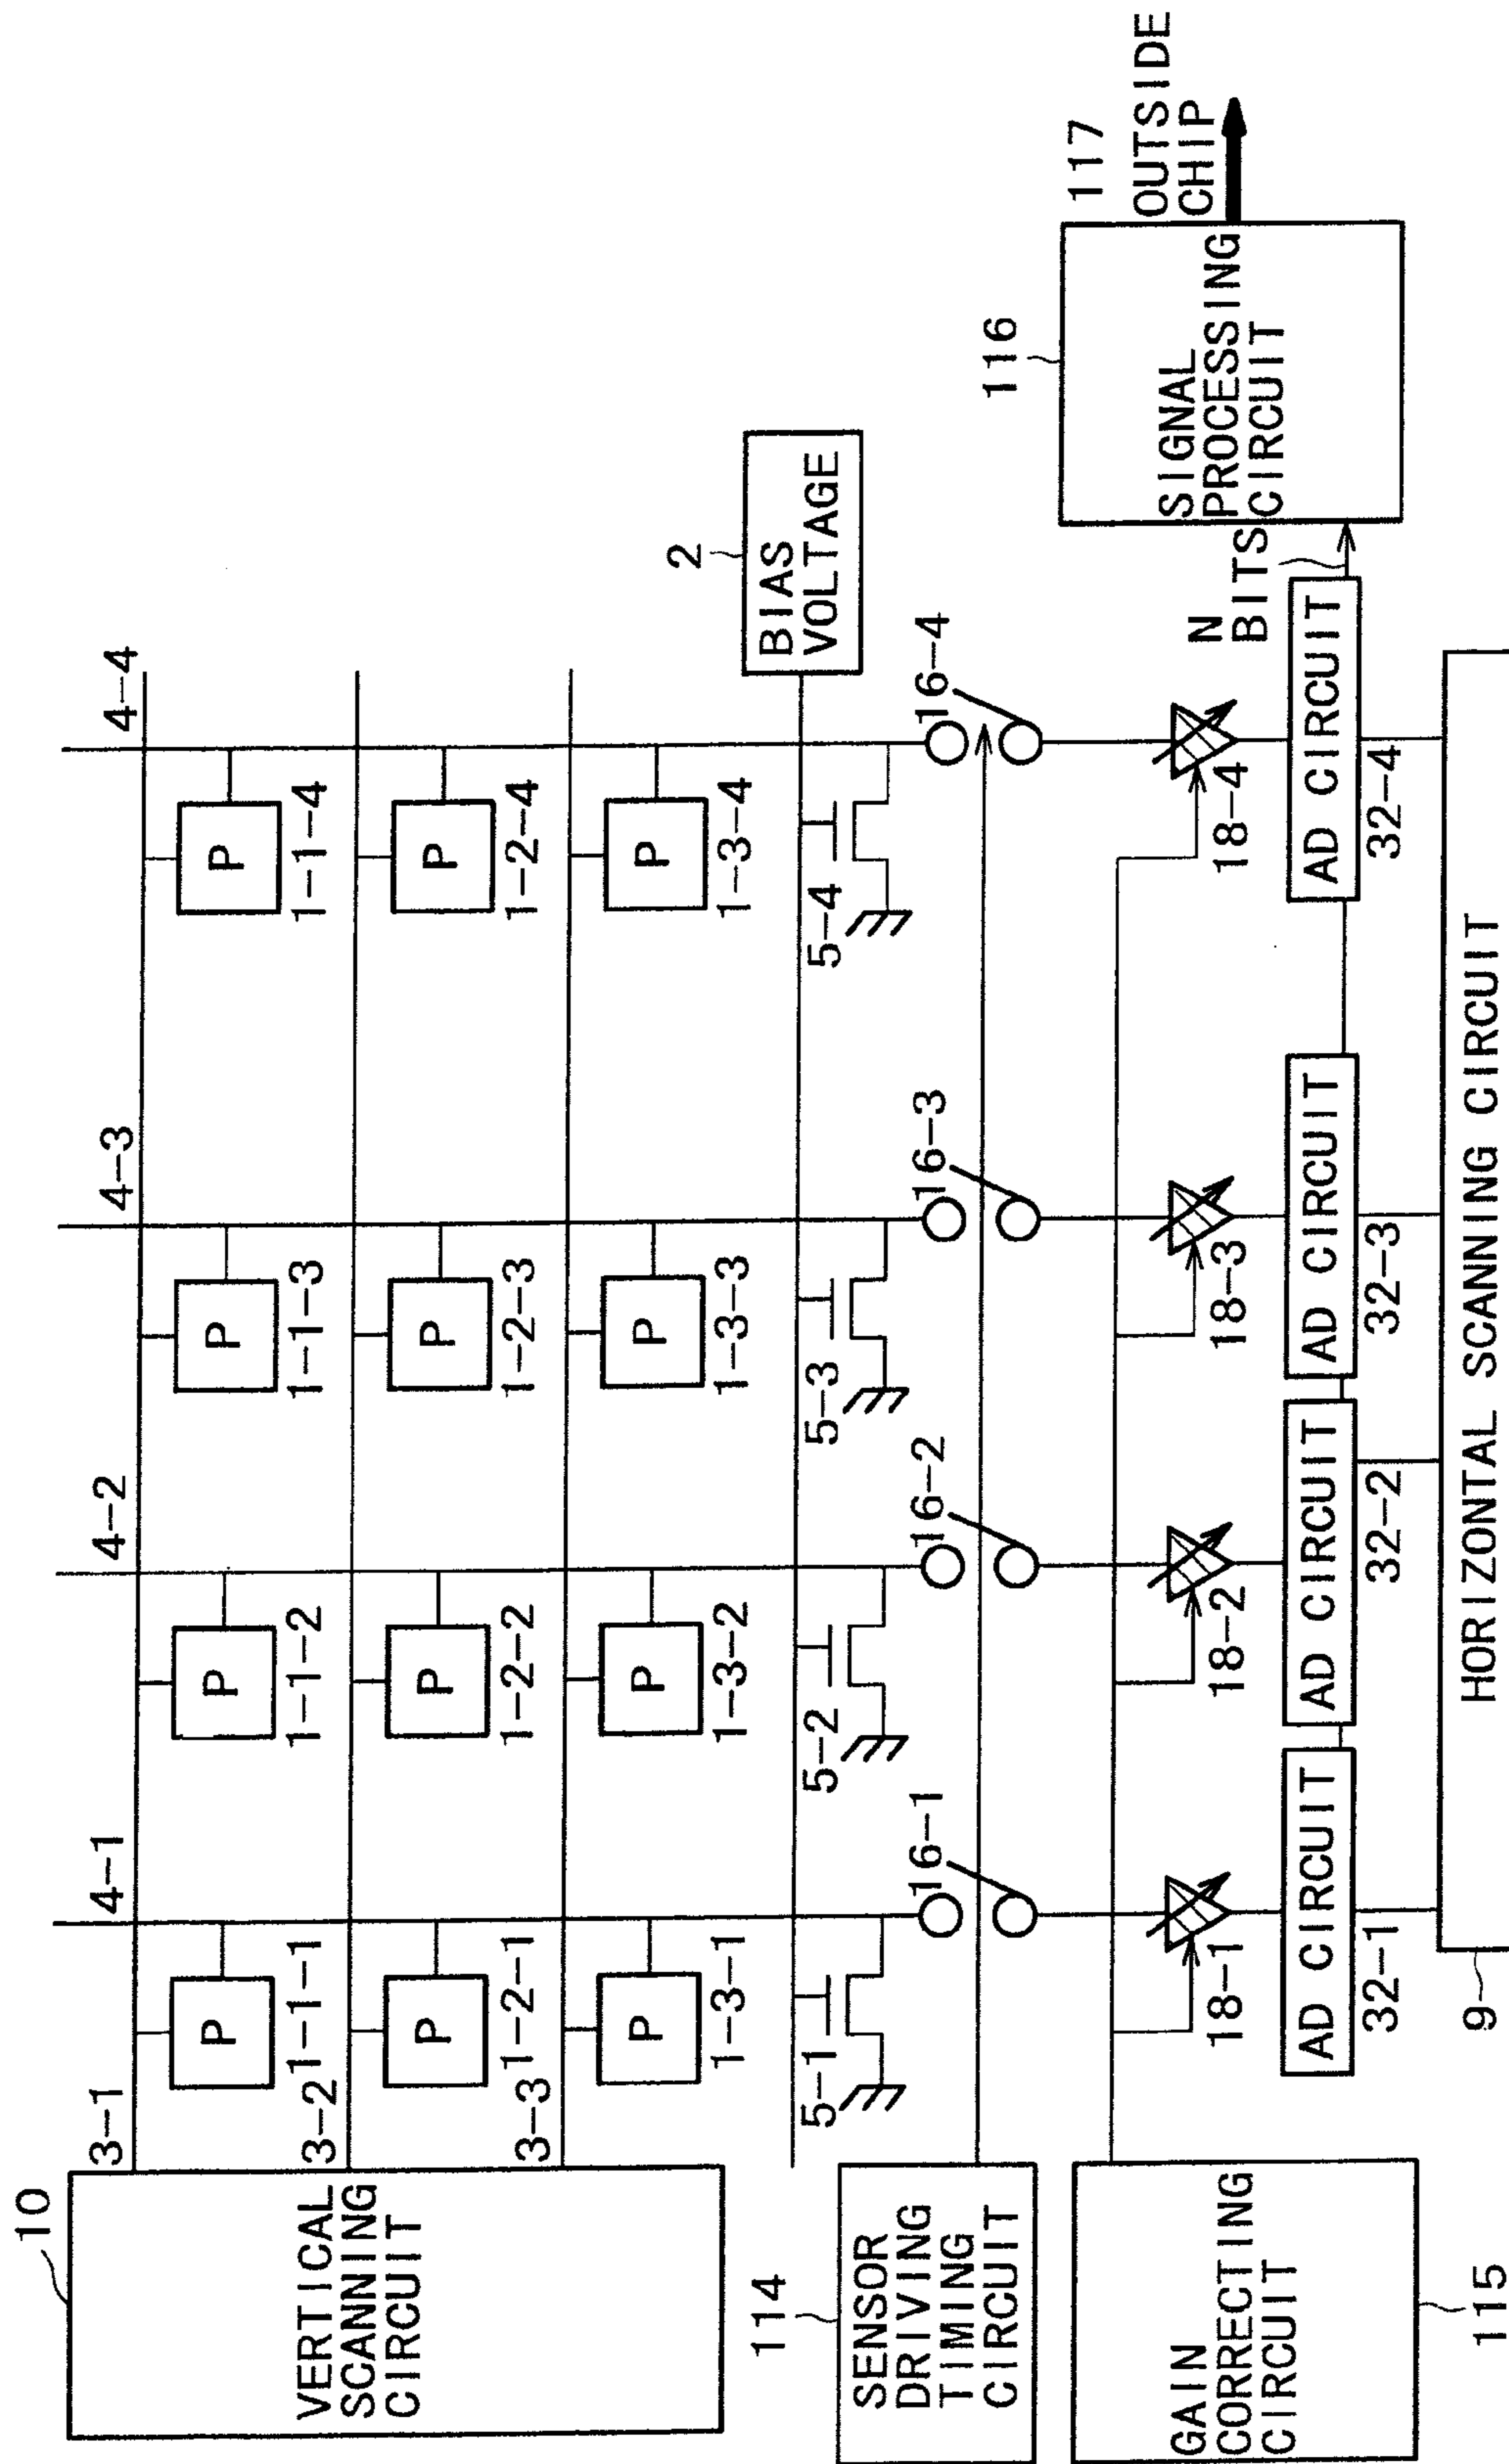 10
VERTICAL
SCANNING
CIRCUIT
3-1
4-1
4-2
4-3
4-4
P
P
P
P
1-1-1
1-1-2
1-1-3
1-1-4
3-2
P
P
P
P
1-2-1
1-2-2
1-2-3
1-2-4
3-3
P
P
P
P
1-3-1
1-3-2
1-3-3
1-3-4
2
BIAS
VOLTAGE
5-1
5-2
5-3
5-4
114
SENSOR
DRIVING
TIMING
CIRCUIT
16-1
16-2
16-3
16-4
116
SIGNAL
PROCESSING
CIRCUIT
117
OUTSIDE
CHIP
GAIN
CORRECTING
CIRCUIT
115
18-1
18-2
18-3
18-4
N
BITS
AD CIRCUIT
AD CIRCUIT
AD CIRCUIT
AD CIRCUIT
32-1
32-2
32-3
32-4
9
HORIZONTAL SCANNING CIRCUIT